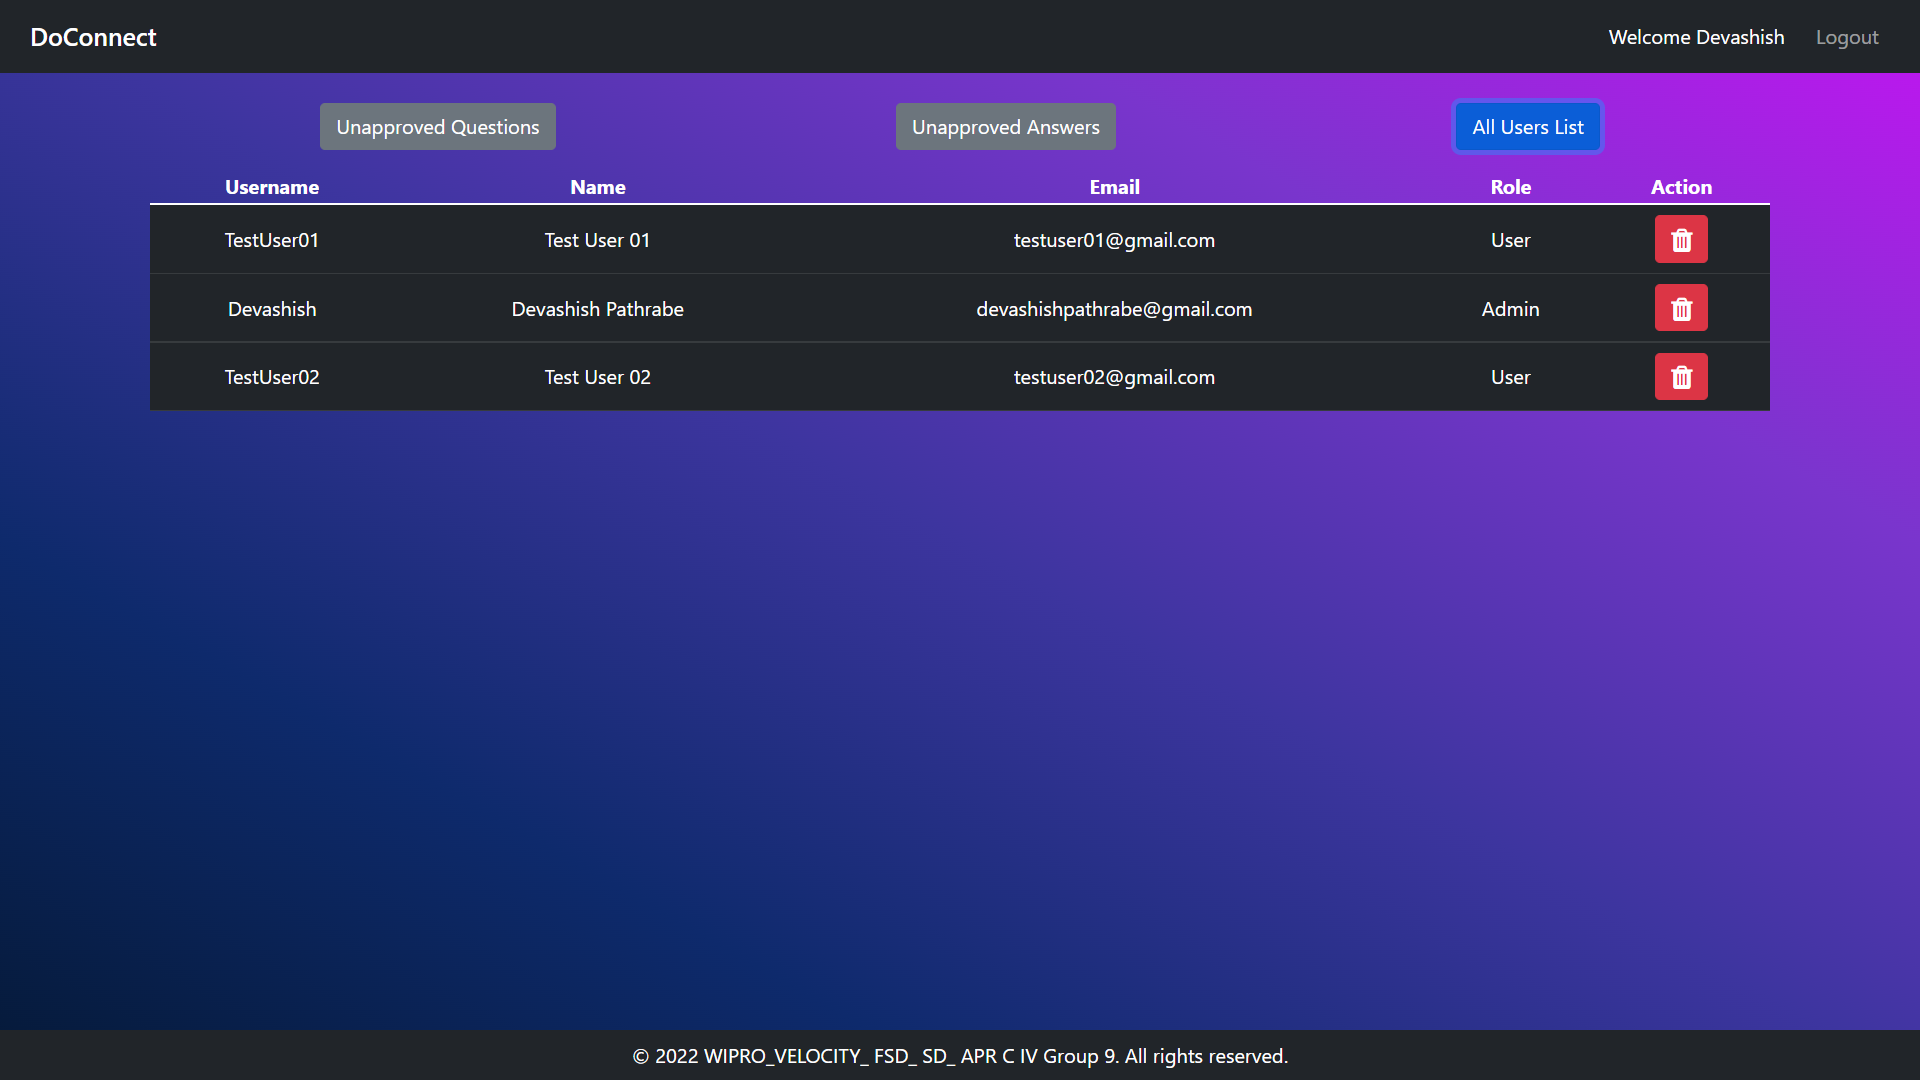 DoConnect Welcome Devashish Logout
Unapproved Questions Unapproved Answers All Users List
Username Name Email Role Action
TestUser01 Test User 01 testuser01@gmail.com User
Devashish Devashish Pathrabe devashishpathrabe@gmail.com Admin
TestUser02 Test User 02 testuser02@gmail.com User
© 2022 WIPRO_VELOCITY_ FSD_ SD_ APR C IV Group 9. All rights reserved.